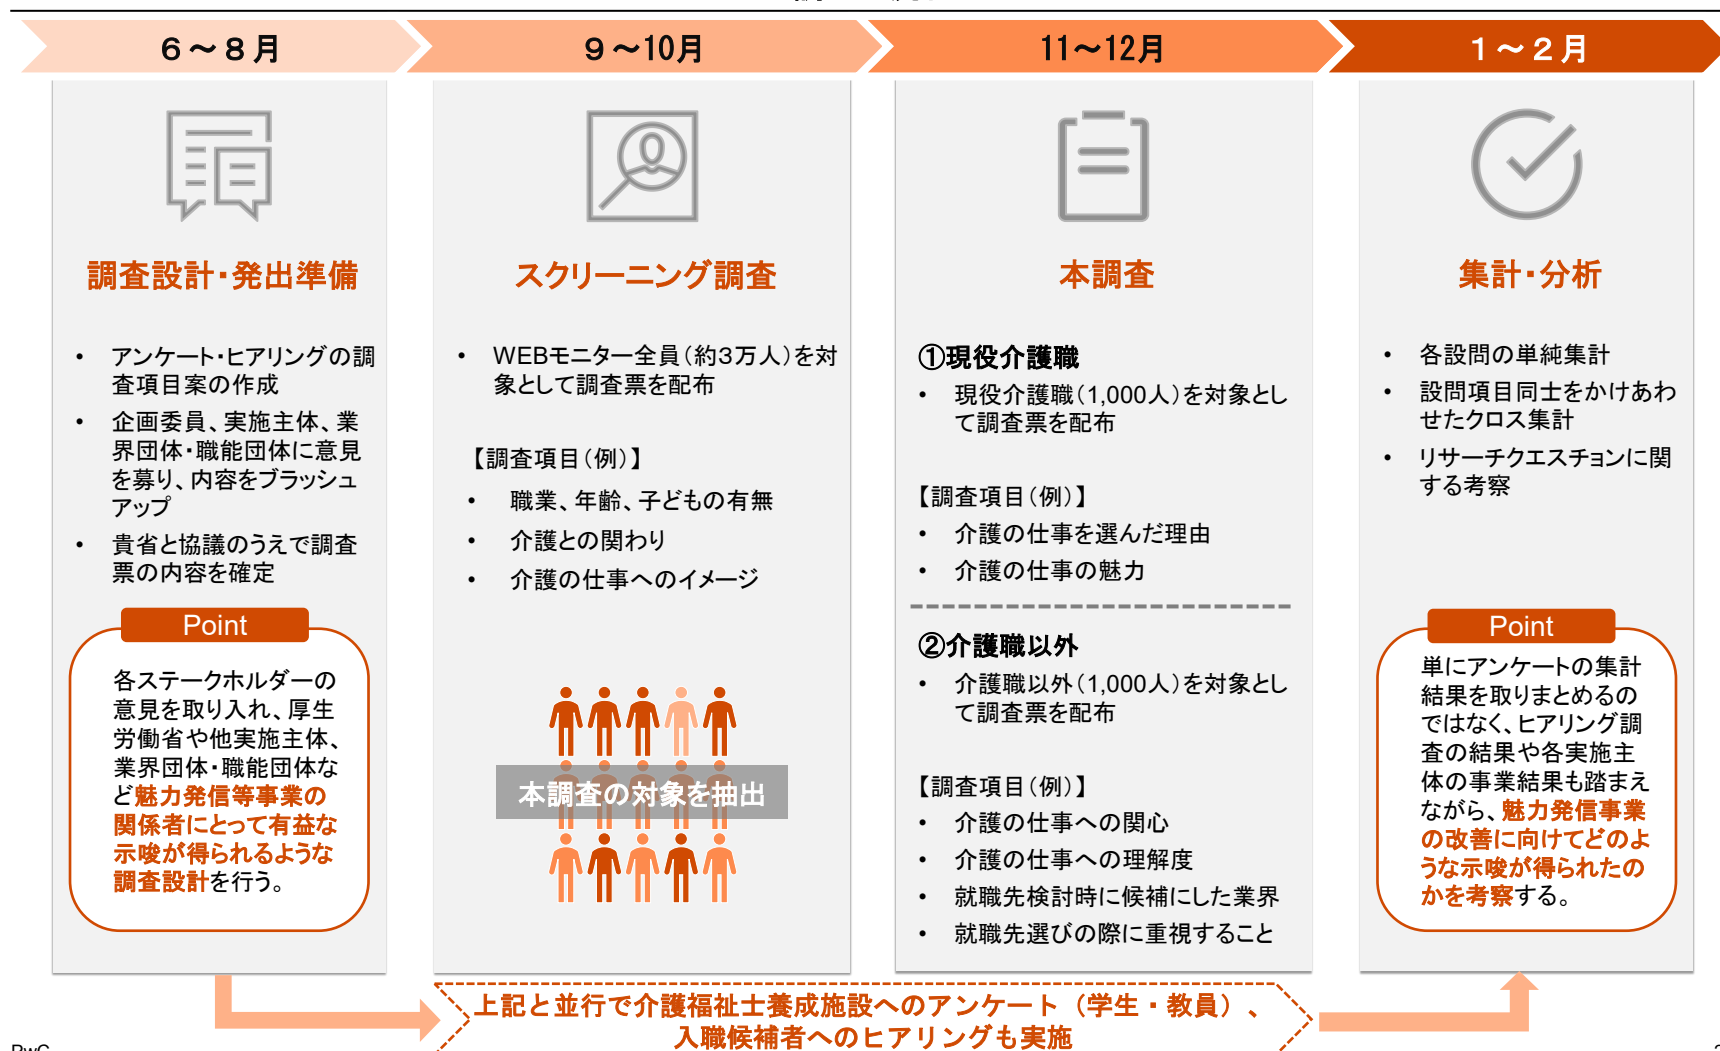 6～8月
9～10月
11～12月
1～2月
調査設計・発出準備
• アンケート・ヒアリングの調
査項目案の作成
• 企画委員、実施主体、業
界団体・職能団体に意見
を募り、内容をブラッシュ
アップ
• 貴省と協議のうえで調査
票の内容を確定
Point
各ステークホルダーの
意見を取り入れ、厚生
労働省や他実施主体、
業界団体・職能団体な
ど魅力発信等事業の
関係者にとって有益な
示唆が得られるような
調査設計を行う。
スクリーニング調査
• WEBモニター全員（約3万人）を対
象として調査票を配布
【調査項目（例）】
• 職業、年齢、子どもの有無
• 介護との関わり
• 介護の仕事へのイメージ
本調査の対象を抽出
本調査
①現役介護職
• 現役介護職（1,000人）を対象とし
て調査票を配布
【調査項目（例）】
• 介護の仕事を選んだ理由
• 介護の仕事の魅力
②介護職以外
• 介護職以外（1,000人）を対象とし
て調査票を配布
【調査項目（例）】
• 介護の仕事への関心
• 介護の仕事への理解度
• 就職先検討時に候補にした業界
• 就職先選びの際に重視すること
集計・分析
• 各設問の単純集計
• 設問項目同士をかけあわ
せたクロス集計
• リサーチクエスチョンに関
する考察
Point
単にアンケートの集計
結果を取りまとめるの
ではなく、ヒアリング調
査の結果や各実施主
体の事業結果も踏まえ
ながら、魅力発信事業
の改善に向けてどのよ
うな示唆が得られたの
かを考察する。
上記と並行で介護福祉士養成施設へのアンケート（学生・教員）、
入職候補者へのヒアリングも実施
PwC